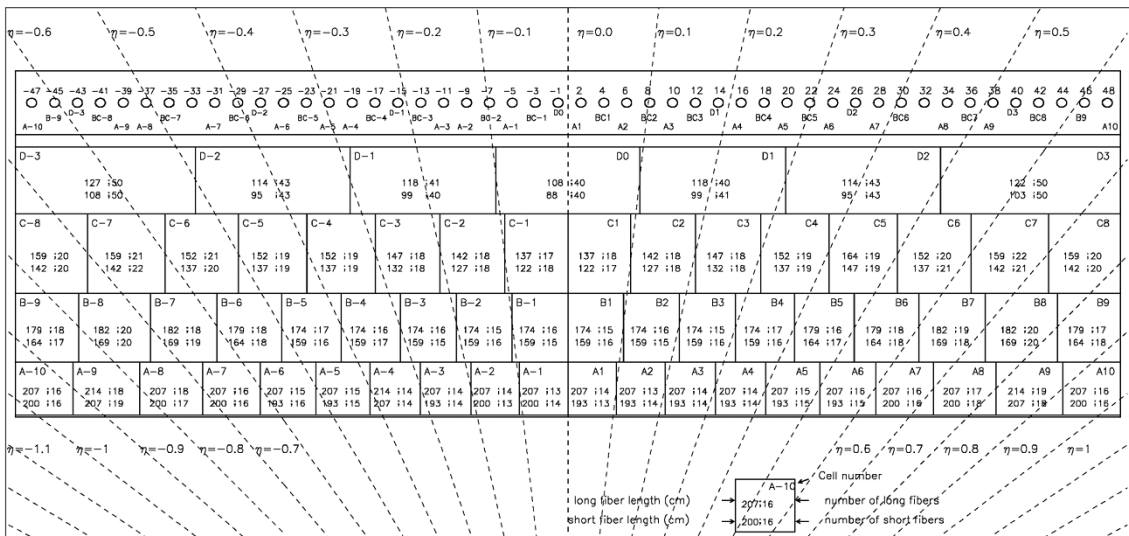 η=−0.6 η=−0.5 η=−0.4 η=−0.3 η=−0.2 η=−0.1 η=0.0 η=0.1 η=0.2 η=0.3 η=0.4 η=0.5
−47 −45 −43 −41 −39 −37 −35 −33 −31 −29 −27 −25 −23 −21 −19 −17 −15 −13 −11 −9 −7 −5 −3 −1 2 4 6 8 10 12 14 16 18 20 22 24 26 28 30 32 34 36 38 40 42 44 46 48
D−3 D−2 D−1 D0 D1 D2 D3
B−9 BC−8 BC−7 BC−6 BC−5 BC−4 BC−3 BC−2 BC−1 BC1 BC2 BC3 BC4 BC5 BC6 BC7 BC8 B9
A−10 A−9 A−8 A−7 A−6 A−5 A−4 A−3 A−2 A−1 A1 A2 A3 A4 A5 A6 A7 A8 A9 A10
D−3 D−2 D−1 D0 D1 D2 D3
127 50 114 43 118 41 108 40 118 40 114 43 122 50
108 50 95 43 99 40 88 40 99 41 95 43 103 50
C−8 C−7 C−6 C−5 C−4 C−3 C−2 C−1 C1 C2 C3 C4 C5 C6 C7 C8
159 20 159 21 152 21 152 19 152 19 147 18 142 18 137 17 137 18 142 18 147 18 152 19 164 19 152 21 159 22 159 20
142 20 142 22 137 20 137 19 137 19 132 18 127 18 122 18 122 17 127 18 132 18 137 19 147 19 137 21 142 21 142 20
B−9 B−8 B−7 B−6 B−5 B−4 B−3 B−2 B−1 B1 B2 B3 B4 B5 B6 B7 B8 B9
179 18 182 20 182 18 179 18 174 17 174 16 174 16 174 15 174 16 174 15 174 16 174 15 174 17 179 16 179 18 182 19 182 20 179 17
164 17 169 20 169 19 164 18 159 16 159 17 159 15 159 16 159 15 159 16 159 15 159 16 159 16 164 17 164 18 169 18 169 20 164 18
A−10 A−9 A−8 A−7 A−6 A−5 A−4 A−3 A−2 A−1 A1 A2 A3 A4 A5 A6 A7 A8 A9 A10
207 16 214 18 207 18 207 16 207 15 207 15 214 14 207 14 207 14 207 13 207 14 207 13 207 14 207 14 207 15 207 16 207 16 207 17 214 19 207 16
200 16 207 19 200 17 200 16 193 16 193 15 207 14 193 14 200 13 200 14 193 13 193 14 193 14 193 14 193 15 193 15 200 16 200 18 207 18 200 16
η=−1.1 η=−1 η=−0.9 η=−0.8 η=−0.7 η=0.6 η=0.7 η=0.8 η=0.9 η=1
Cell number
A−10
long fiber length (cm) 207 16 number of long fibers
short fiber length (cm) 200 16 number of short fibers